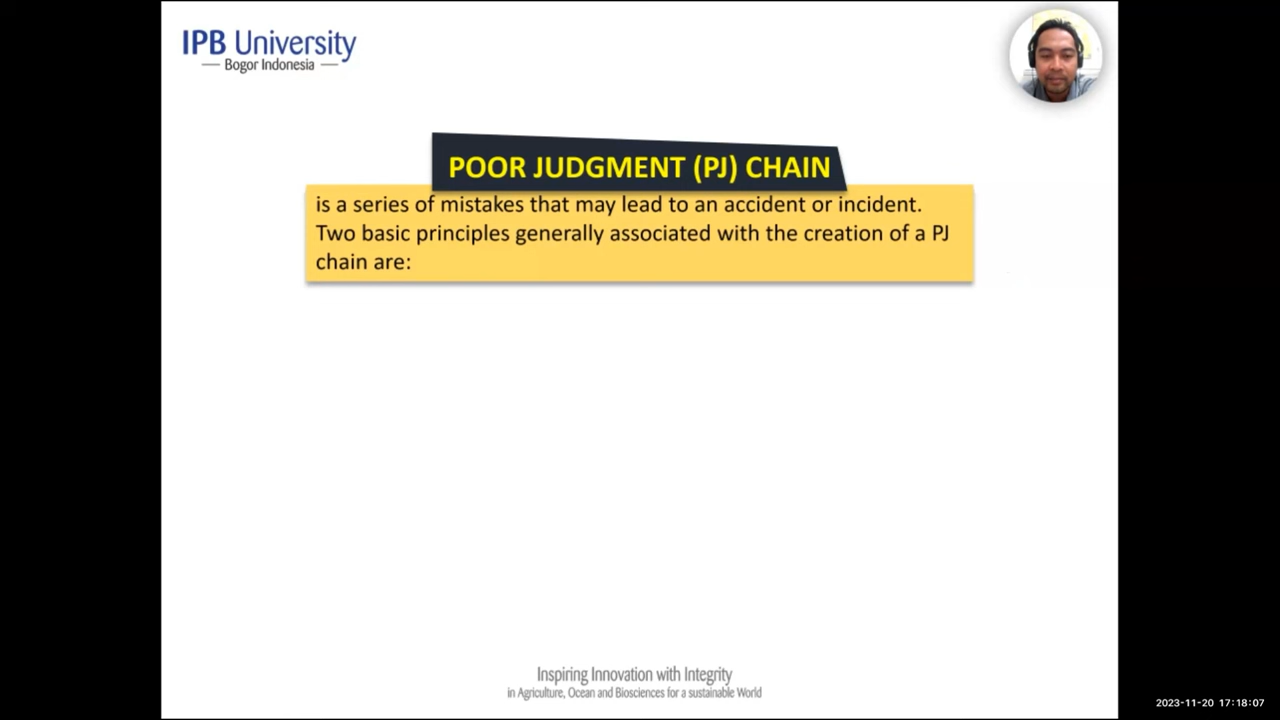 IPB University
Bogor Indonesia
POOR JUDGMENT (PJ) CHAIN
is a series of mistakes that may lead to an accident or incident.
Two basic principles generally associated with the creation of a PJ
chain are:
Inspiring Innovation with Integrity
in Agriculture, Ocean and Biosciences for a sustainable World
2023-11-20 17:18:07